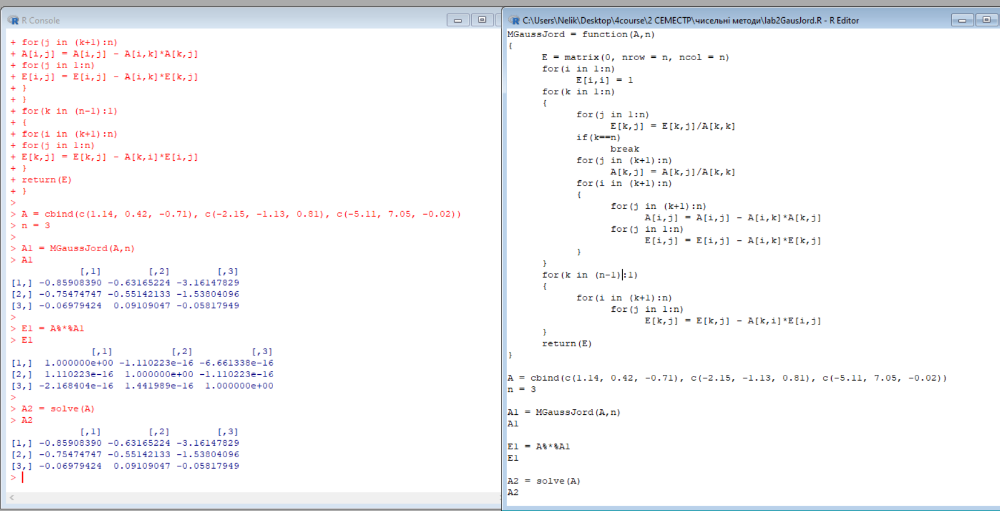 R Console
+ for(j in (k+1):n)
+ A[i,j] = A[i,j] - A[i,k]*A[k,j]
+ for(j in 1:n)
+ E[i,j] = E[i,j] - A[i,k]*E[k,j]
+ }
+ }
+ for(k in (n-1):1)
+ {
+ for(i in (k+1):n)
+ for(j in 1:n)
+ E[k,j] = E[k,j] - A[k,i]*E[i,j]
+ }
+ return(E)
+ }
>
> A = cbind(c(1.14, 0.42, -0.71), c(-2.15, -1.13, 0.81), c(-5.11, 7.05, -0.02))
> n = 3
>
> A1 = MGaussJord(A,n)
> A1
[,1] [,2] [,3]
[1,] -0.85908390 -0.63165224 -3.16147829
[2,] -0.75474747 -0.55142133 -1.53804096
[3,] -0.06979424 0.09109047 -0.05817949
>
> E1 = A%*%A1
> E1
[,1] [,2] [,3]
[1,] 1.000000e+00 -1.110223e-16 -6.661338e-16
[2,] 1.110223e-16 1.000000e+00 -1.110223e-16
[3,] -2.168404e-16 1.441989e-16 1.000000e+00
>
> A2 = solve(A)
> A2
[,1] [,2] [,3]
[1,] -0.85908390 -0.63165224 -3.16147829
[2,] -0.75474747 -0.55142133 -1.53804096
[3,] -0.06979424 0.09109047 -0.05817949
>
C:\Users\Nelik\Desktop\4course\2 СЕМЕСТР\чисельні методи\lab2GausJord.R - R Editor
MGaussJord = function(A,n)
{
E = matrix(0, nrow = n, ncol = n)
for(i in 1:n)
E[i,i] = 1
for(k in 1:n)
{
for(j in 1:n)
E[k,j] = E[k,j]/A[k,k]
if(k==n)
break
for(j in (k+1):n)
A[k,j] = A[k,j]/A[k,k]
for(i in (k+1):n)
{
for(j in (k+1):n)
A[i,j] = A[i,j] - A[i,k]*A[k,j]
for(j in 1:n)
E[i,j] = E[i,j] - A[i,k]*E[k,j]
}
}
for(k in (n-1):1)
{
for(i in (k+1):n)
for(j in 1:n)
E[k,j] = E[k,j] - A[k,i]*E[i,j]
}
return(E)
}
A = cbind(c(1.14, 0.42, -0.71), c(-2.15, -1.13, 0.81), c(-5.11, 7.05, -0.02))
n = 3
A1 = MGaussJord(A,n)
A1
E1 = A%*%A1
E1
A2 = solve(A)
A2